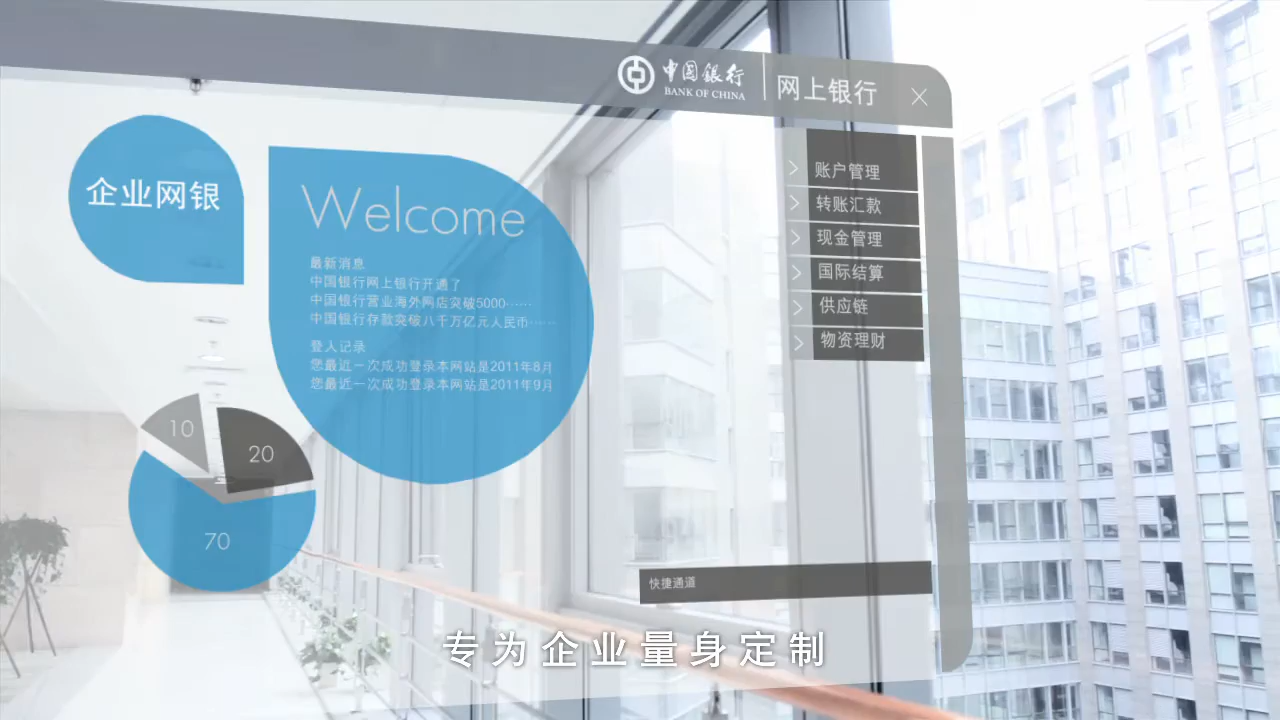 中国银行
BANK OF CHINA
网上银行
企业网银
Welcome
最新消息
中国银行网上银行开通了
中国银行营业海外网店突破5000······
中国银行存款突破八千万亿元人民币······
登入记录
您最近一次成功登录本网站是2011年8月
您最近一次成功登录本网站是2011年9月
账户管理
转账汇款
现金管理
国际结算
供应链
物资理财
10
20
70
快捷通道
专为企业量身定制